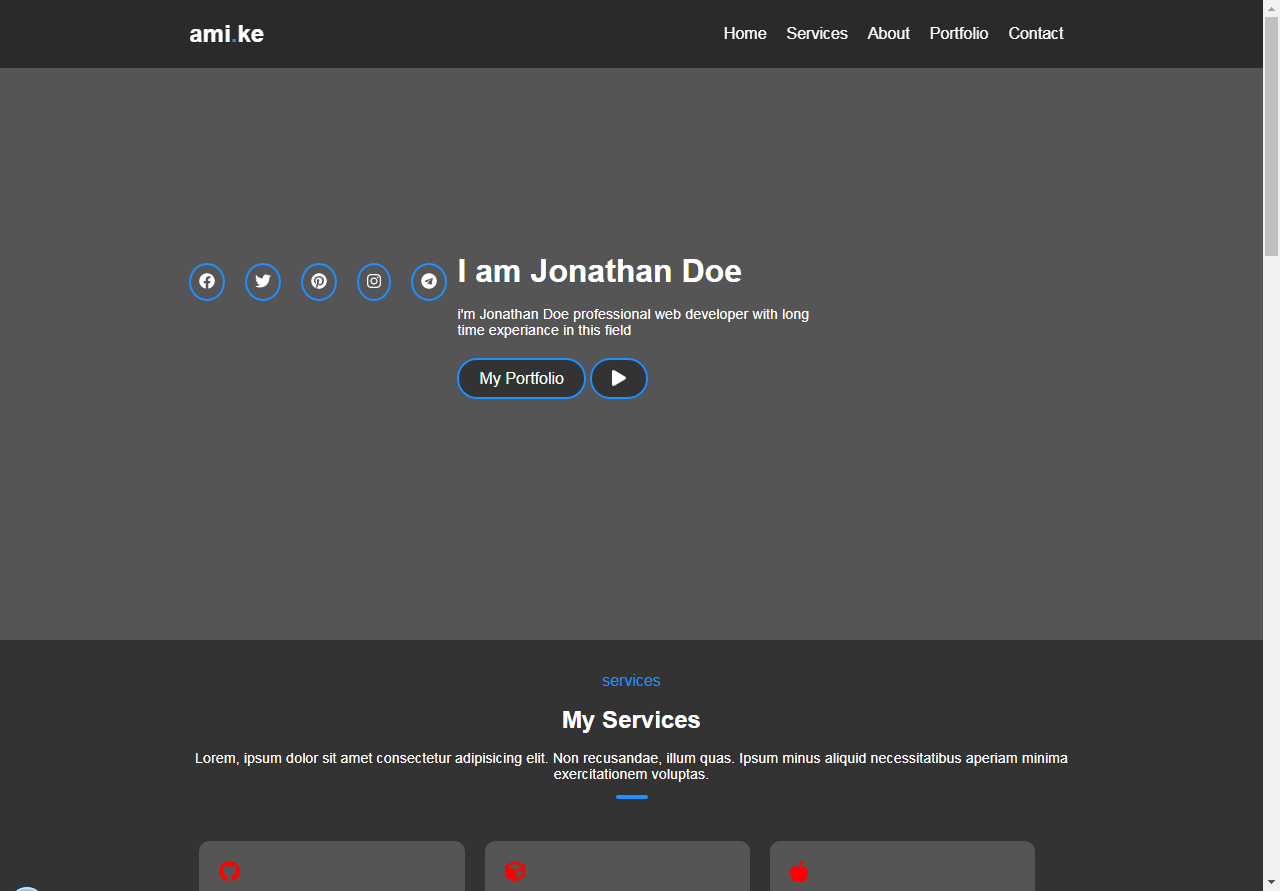 ami.ke
Home Services About Portfolio Contact
I am Jonathan Doe
i'm Jonathan Doe professional web developer with long
time experiance in this field
My Portfolio
services
My Services
Lorem, ipsum dolor sit amet consectetur adipisicing elit. Non recusandae, illum quas. Ipsum minus aliquid necessitatibus aperiam minima
exercitationem voluptas.